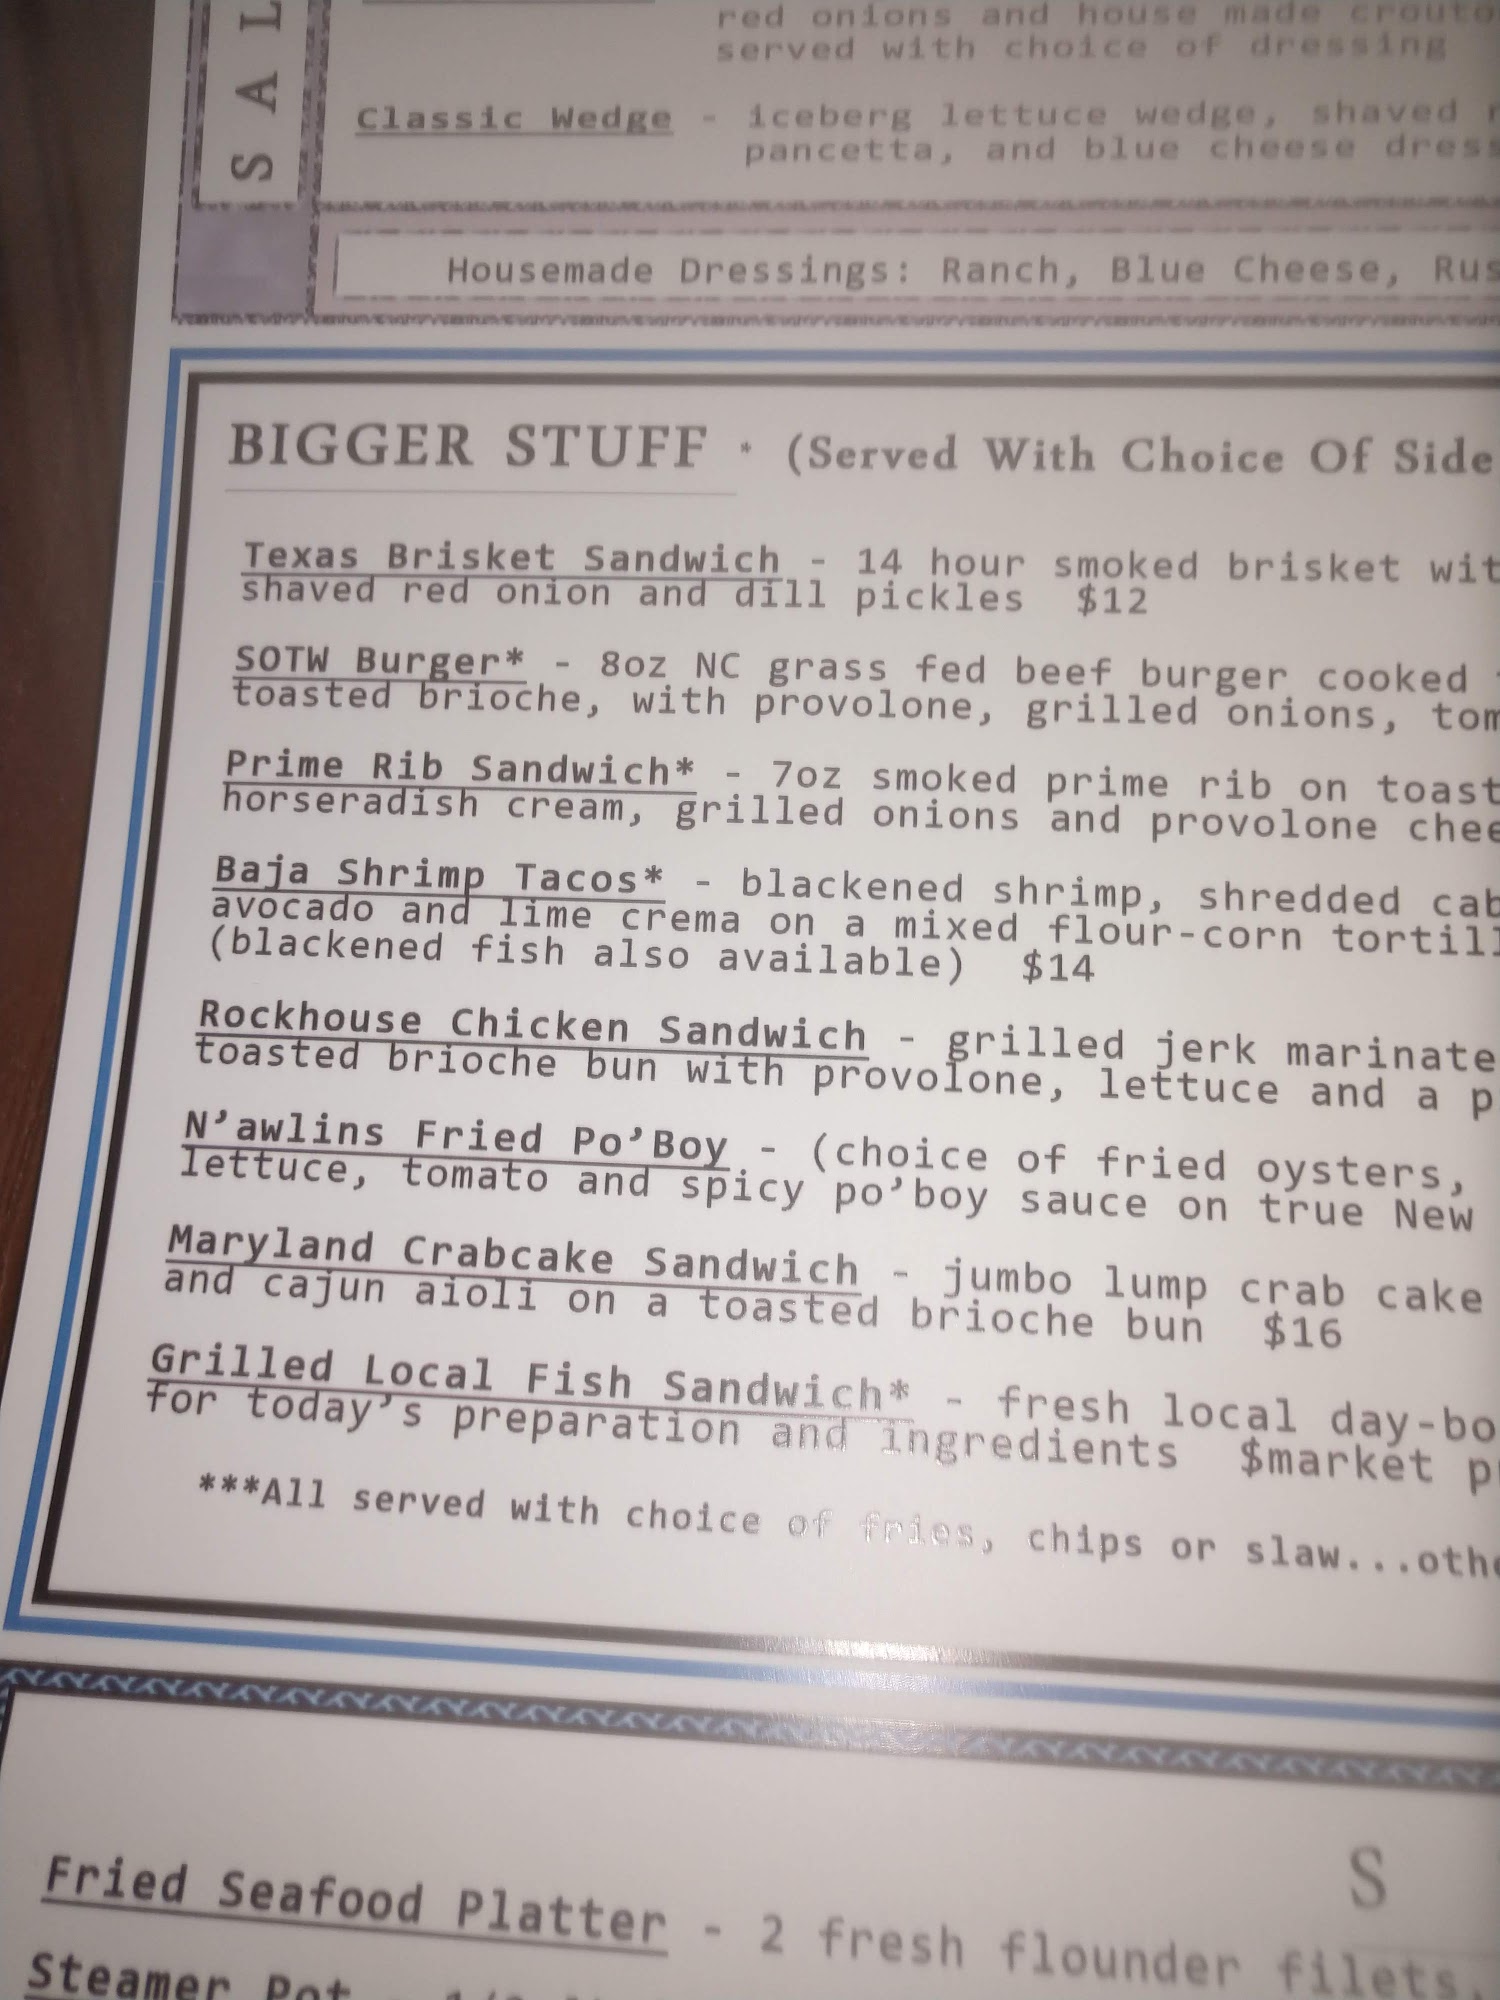 SAL
red onions and house made
served with choice of dressing
Classic Wedge - iceberg lettuce wedge, shaved
pancetta, and blue cheese
Housemade Dressings: Ranch, Blue Cheese,
BIGGER STUFF * (Served With Choice Of Side
Texas Brisket Sandwich - 14 hour smoked brisket
shaved red onion and dill pickles $12
SOTW Burger* - 8oz NC grass fed beef burger cooked
toasted brioche, with provolone, grilled onions,
Prime Rib Sandwich* - 7oz smoked prime rib on toast
horseradish cream, grilled onions and provolone
Baja Shrimp Tacos* - blackened shrimp, shredded
avocado and lime crema on a mixed flour-corn
(blackened fish also available) $14
Rockhouse Chicken Sandwich - grilled jerk marinate
toasted brioche bun with provolone, lettuce and a
N'awlins Fried Po'Boy - (choice of fried oysters,
lettuce, tomato and spicy po'boy sauce on true New
Maryland Crabcake Sandwich - jumbo lump crab cake
and cajun aioli on a toasted brioche bun $16
Grilled Local Fish Sandwich* - fresh local day-bo
for today's preparation and ingredients $market
***All served with choice of fries, chips or slaw...
S
Fried Seafood Platter - 2 fresh flounder filets,
Steamer Pot